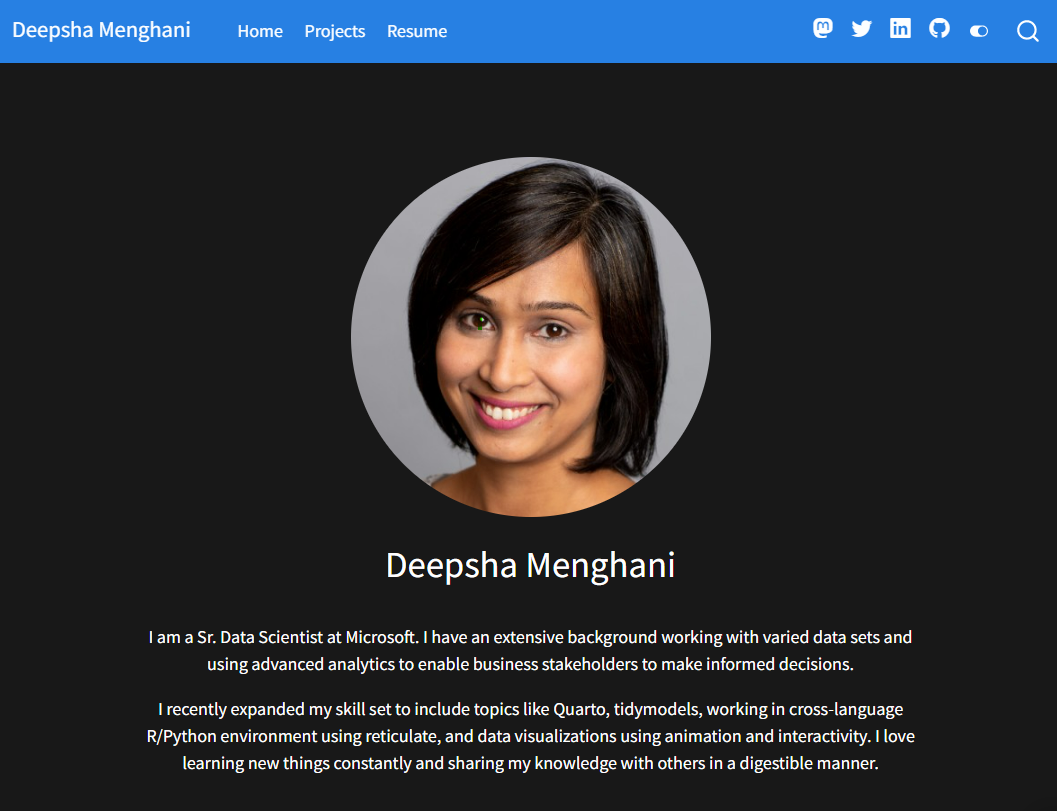 Deepsha Menghani Home Projects Resume
Deepsha Menghani
I am a Sr. Data Scientist at Microsoft. I have an extensive background working with varied data sets and
using advanced analytics to enable business stakeholders to make informed decisions.
I recently expanded my skill set to include topics like Quarto, tidymodels, working in cross-language
R/Python environment using reticulate, and data visualizations using animation and interactivity. I love
learning new things constantly and sharing my knowledge with others in a digestible manner.